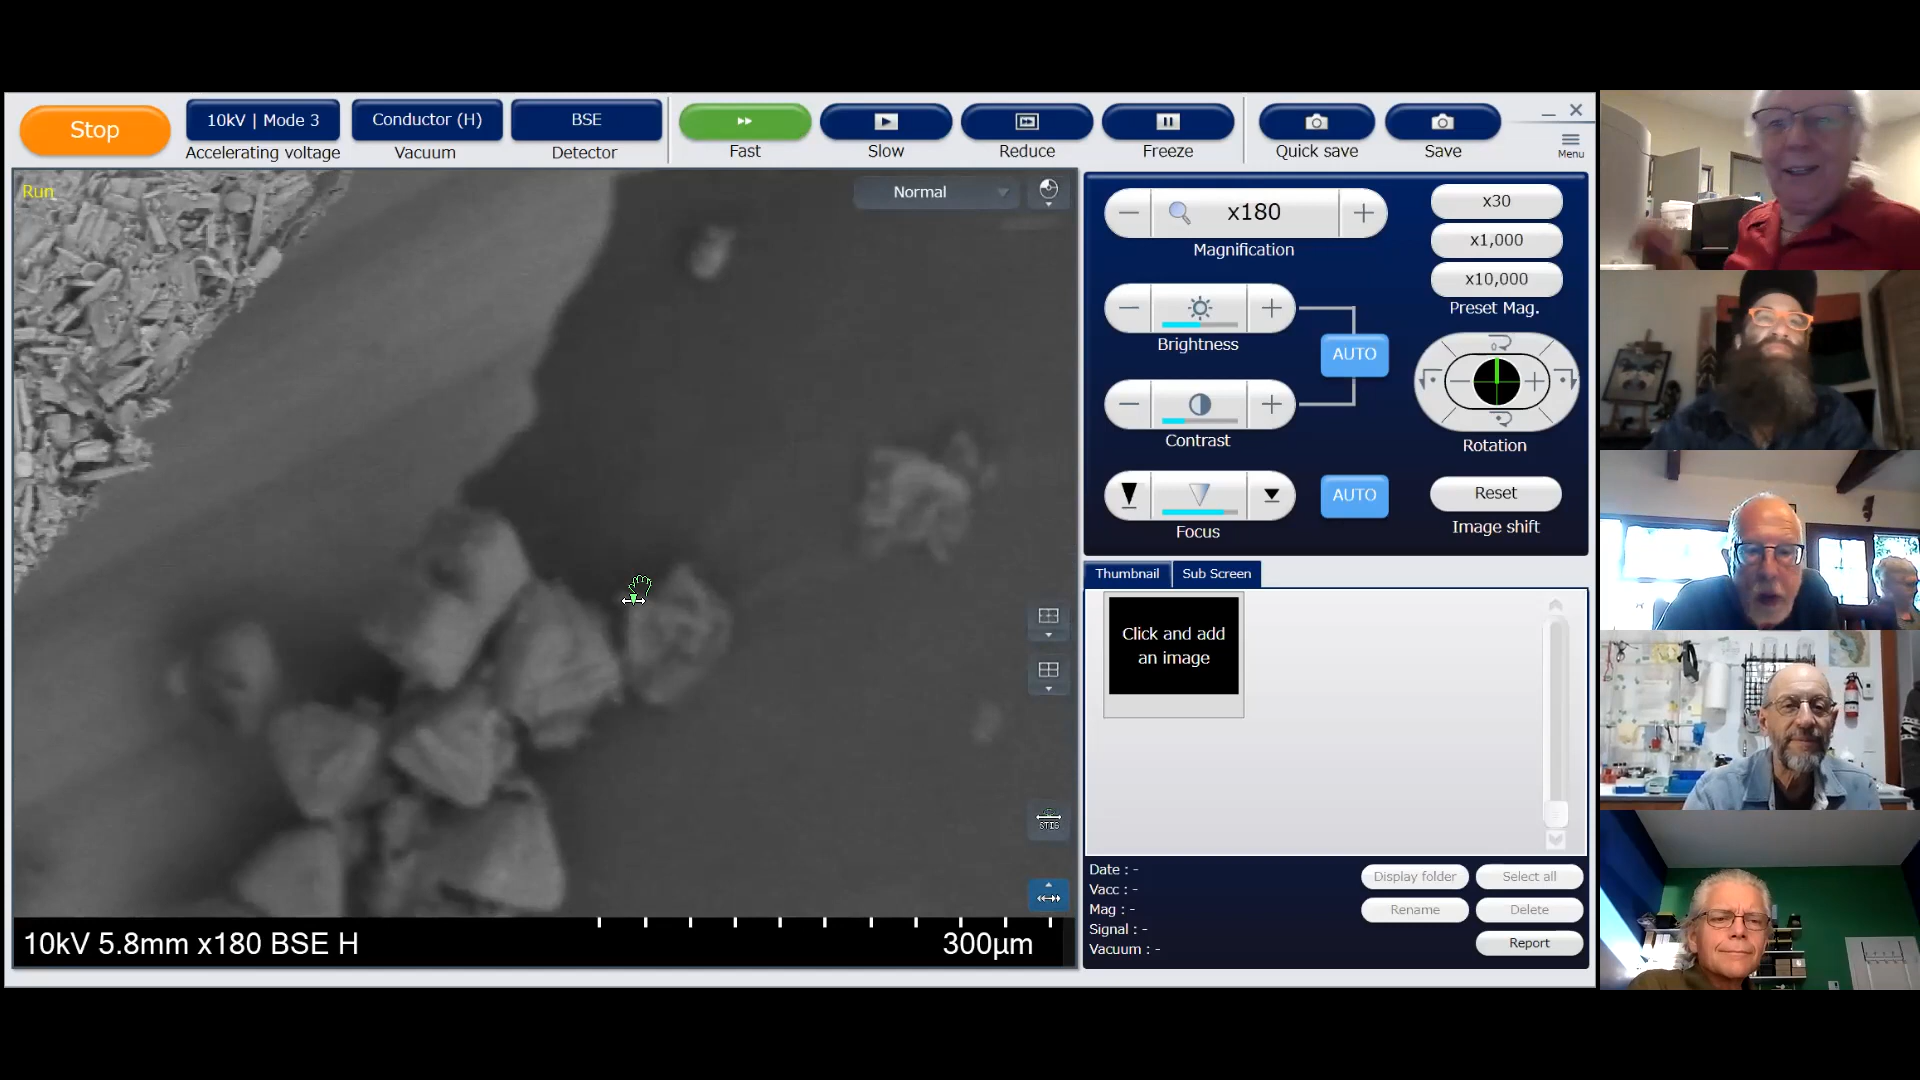 Stop
10kV | Mode 3
Accelerating voltage
Conductor (H)
Vacuum
BSE
Detector
Fast
Slow
Reduce
Freeze
Quick save
Save
Menu
Run
Normal
x180
Magnification
x30
x1,000
x10,000
Preset Mag.
Brightness
AUTO
Contrast
Rotation
AUTO
Focus
Reset
Image shift
Thumbnail
Sub Screen
Click and add
an image
STIG
Date : -
Vacc : -
Mag : -
Signal : -
Vacuum : -
Display folder
Select all
Rename
Delete
Report
10kV 5.8mm x180 BSE H
300µm